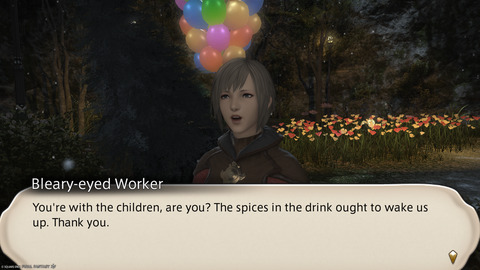 Bleary-eyed Worker
You're with the children, are you? The spices in the drink ought to wake us
up. Thank you.